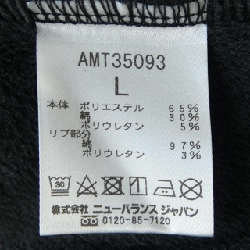 AMT35093
L
本体 ポリエステル 65%
綿 30%
ポリウレタン 5%
リブ部分
綿 97%
ポリウレタン 3%
株式会社 ニューバランス ジャパン
0120-85-7120